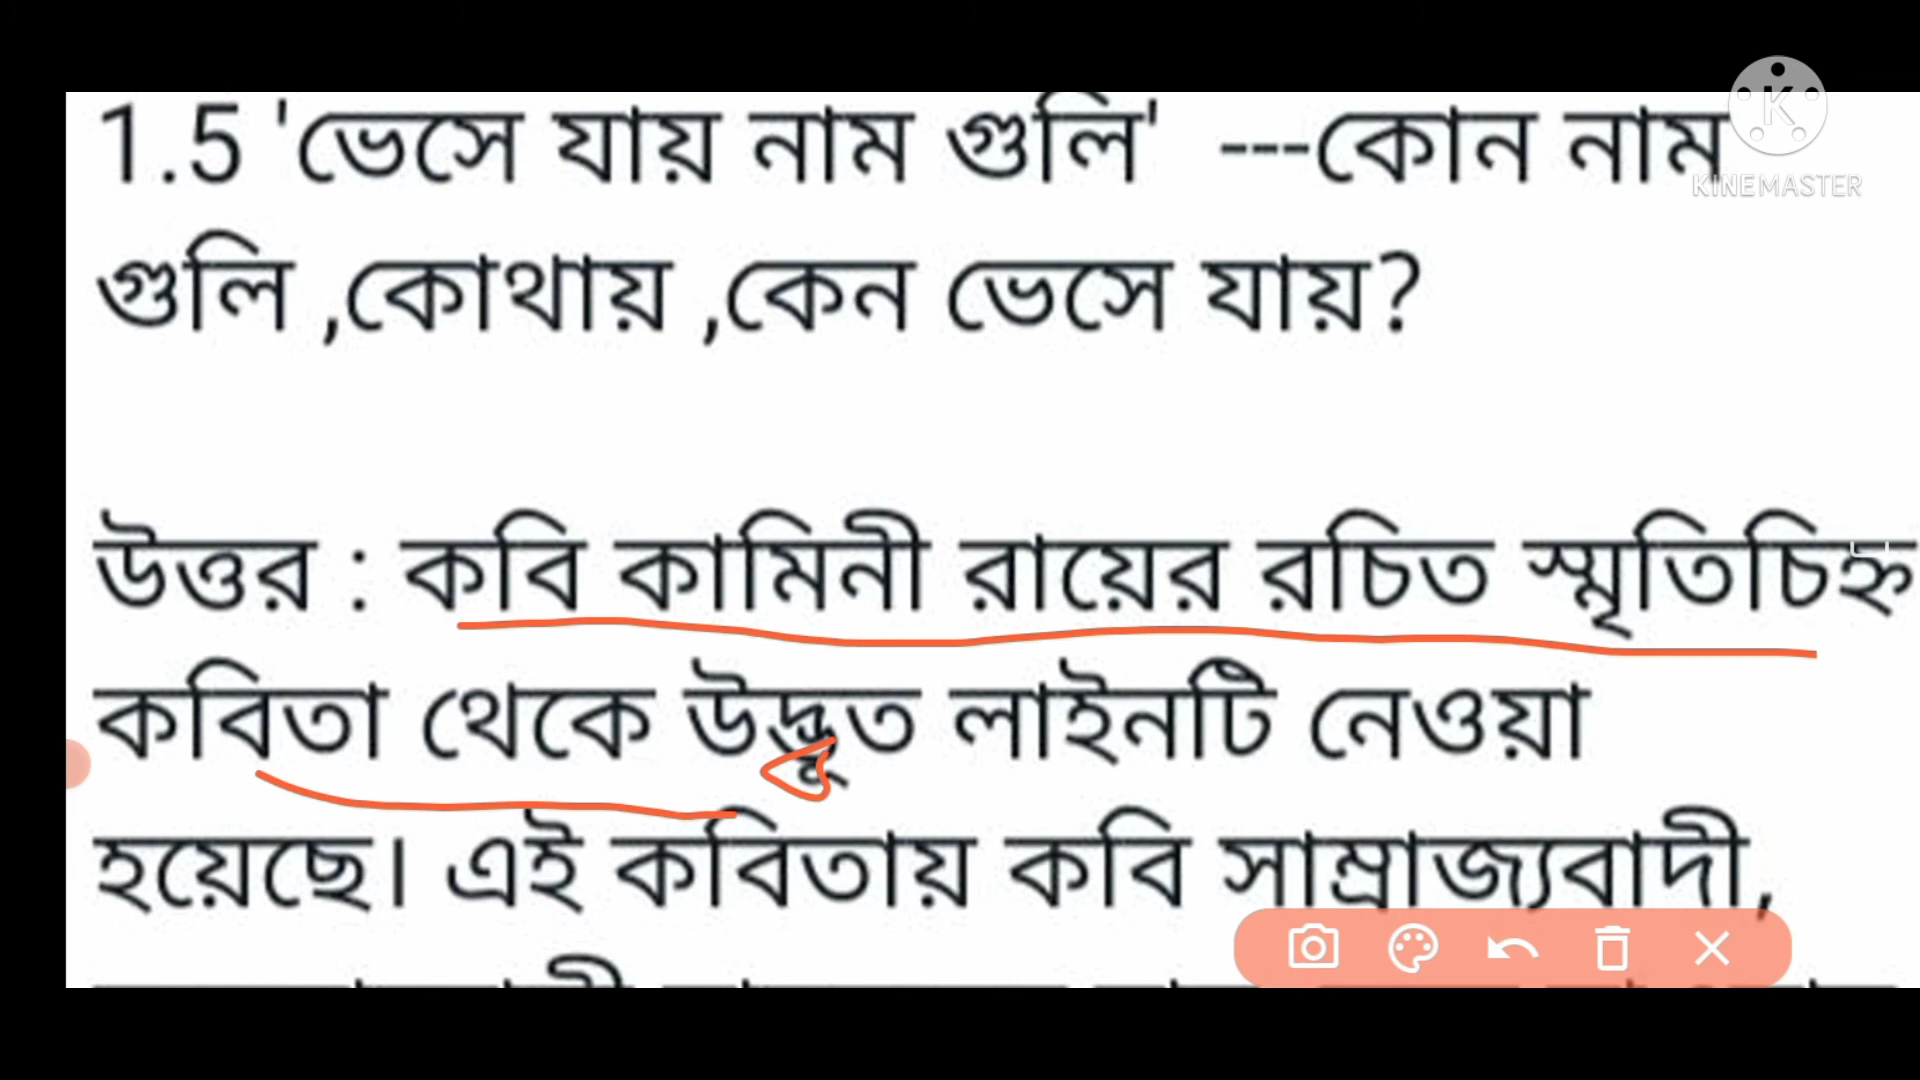 1.5 'ভেসে যায় নাম গুলি' ---কোন নাম
গুলি ,কোথায় ,কেন ভেসে যায়?
উত্তর : কবি কামিনী রায়ের রচিত স্মৃতিচিহ্ন
কবিতা থেকে উদ্ধৃত লাইনটি নেওয়া
হয়েছে। এই কবিতায় কবি সাম্রাজ্যবাদী,
K
KINEMASTER